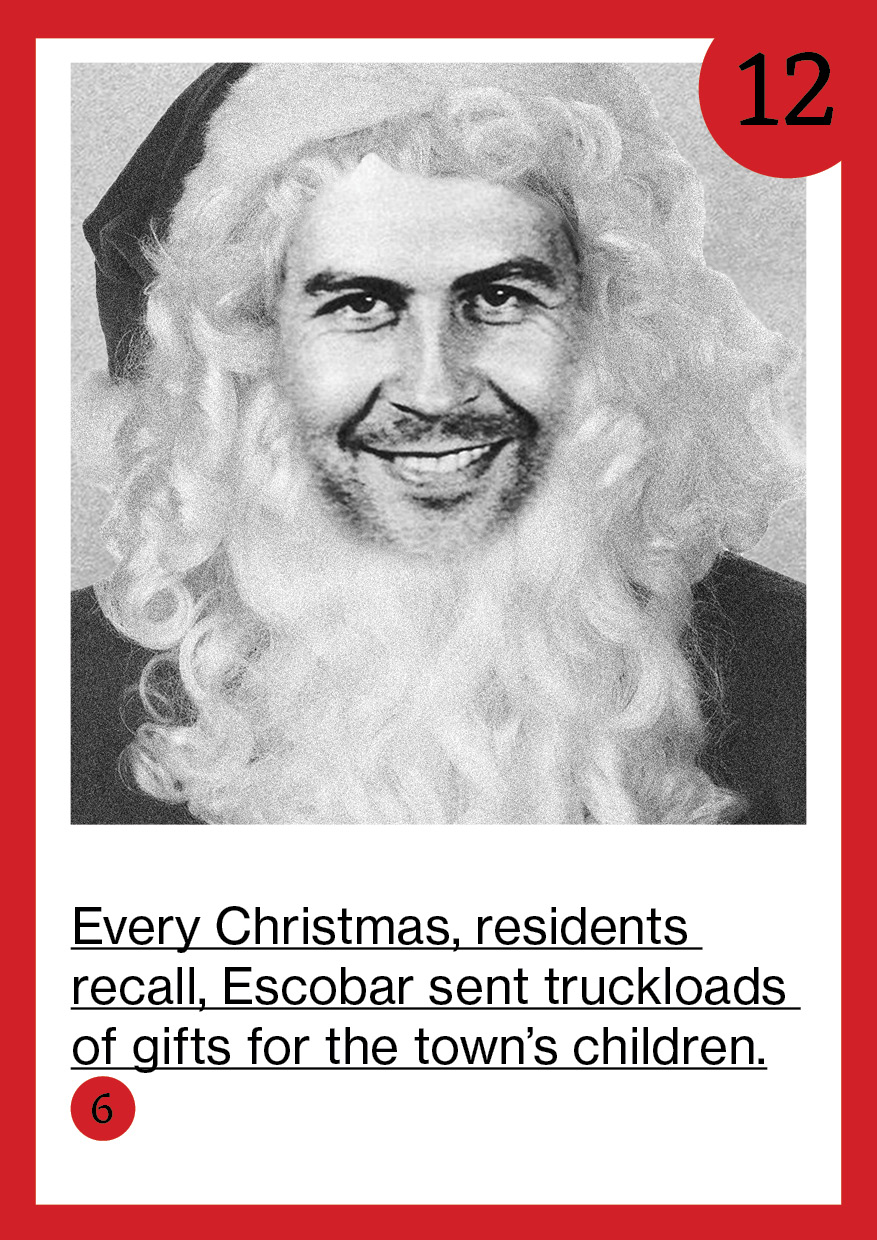 12
Every Christmas, residents
recall, Escobar sent truckloads
of gifts for the town’s children.
6